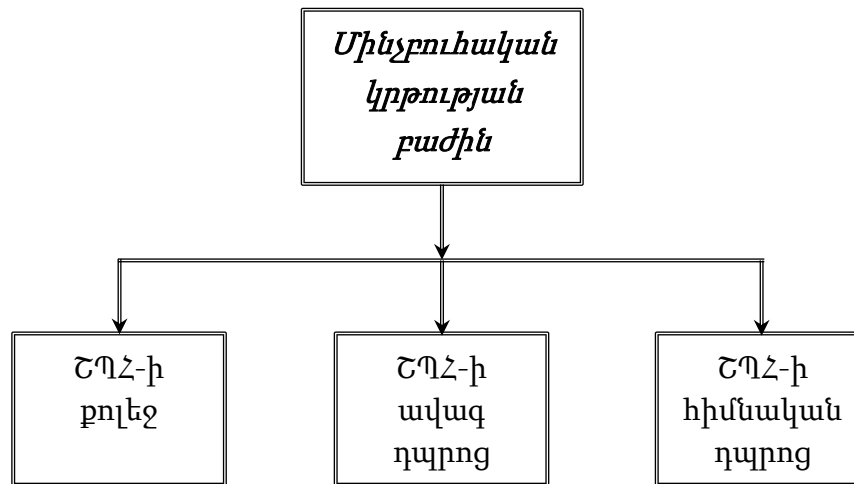 Մինչբուհական
կրթության
բաժին
ՇՊՀ-ի
քոլեջ
ՇՊՀ-ի
ավագ
դպրոց
ՇՊՀ-ի
հիմնական
դպրոց